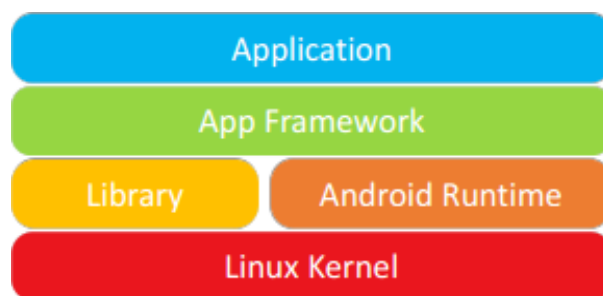 Application
App Framework
Library
Android Runtime
Linux Kernel